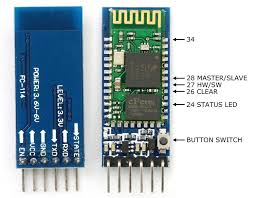 FC-114
POWER:3.6V-6V
LEVEL:3.3V
EN
VCC
GND
TXD
RXD
STATE
34
28 MASTER/SLAVE
27 HW/SW
26 CLEAR
24 STATUS LED
BUTTON SWITCH